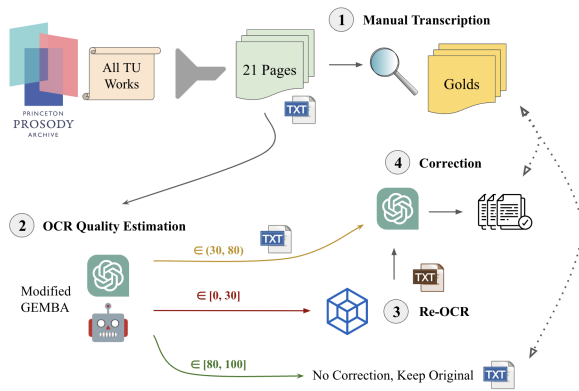 1 Manual Transcription
All TU
Works
21 Pages
TXT
Golds
PRINCETON
PROSODY
ARCHIVE
4 Correction
2 OCR Quality Estimation
TXT
∈ (30, 80)
Modified
GEMBA
∈ [0, 30]
TXT
3 Re-OCR
∈ [80, 100]
No Correction, Keep Original
TXT